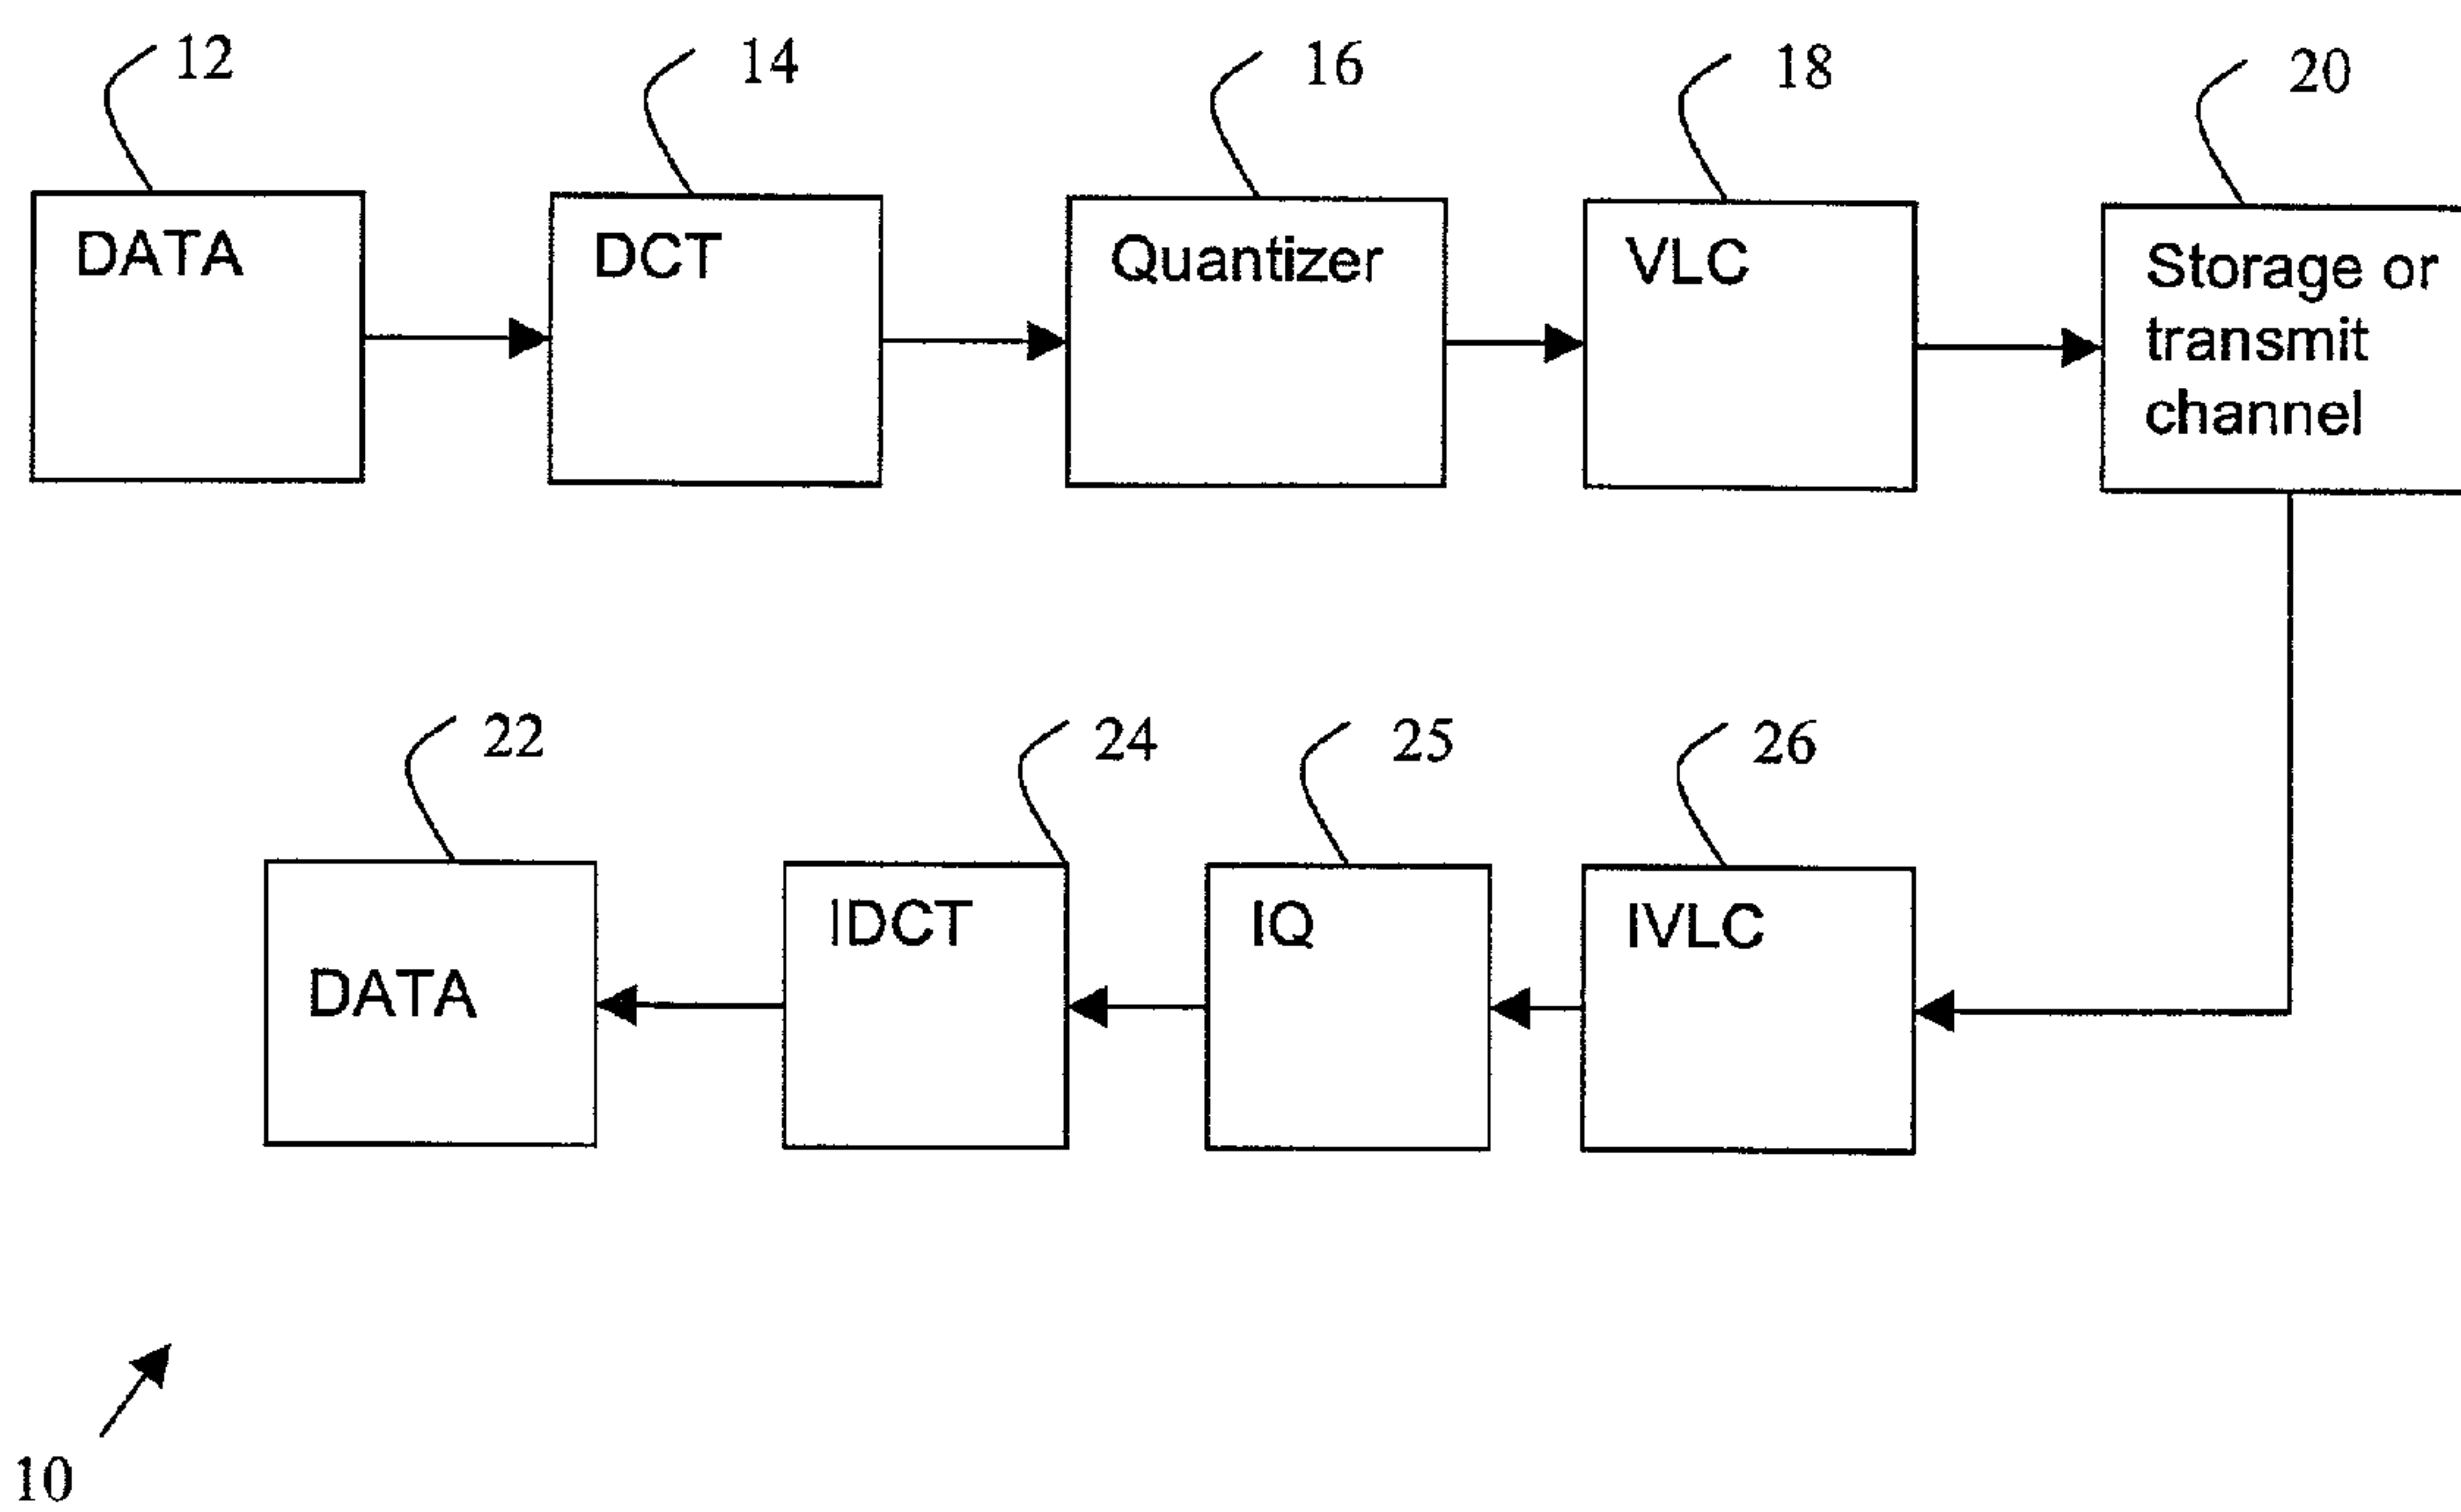 12
14
16
18
20
DATA
DCT
Quantizer
VLC
Storage or
transmit
channel
22
24
25
26
DATA
IDCT
IQ
IVLC
10